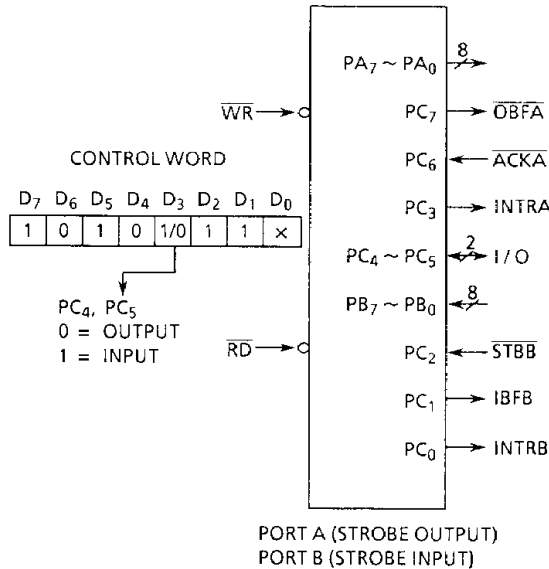 PA7 ~ PA0 8
WR
PC7 OBFA
CONTROL WORD
PC6 ACKA
D7 D6 D5 D4 D3 D2 D1 D0
1 0 1 0 1/0 1 1 ×
PC3 INTRA
PC4 ~ PC5 2 I/O
PC4, PC5
0 = OUTPUT
1 = INPUT
PB7 ~ PB0 8
RD
PC2 STBB
PC1 IBFB
PC0 INTRB
PORT A (STROBE OUTPUT)
PORT B (STROBE INPUT)